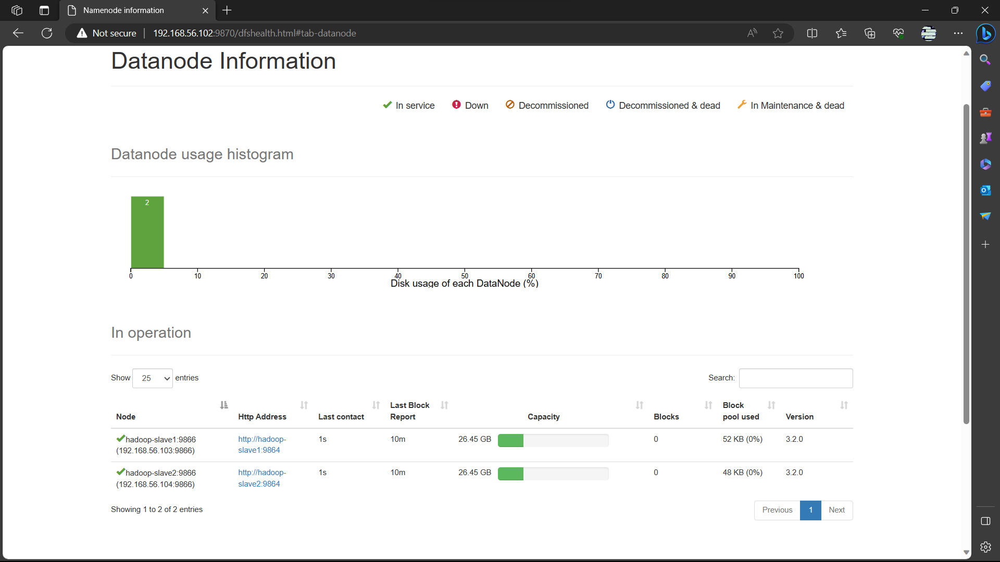 Namenode information
Not secure
192.168.56.102:9870/dfshealth.html#tab-datanode
Datanode Information
In service Down Decommissioned Decommissioned & dead In Maintenance & dead
Datanode usage histogram
2
0 10 20 30 40 50 60 70 80 90 100
Disk usage of each DataNode (%)
In operation
Show 25 entries
Search:
Node Http Address Last contact Last Block Report Capacity Blocks Block pool used Version
hadoop-slave1:9866 http://hadoop- 1s 10m 26.45 GB 0 52 KB (0%) 3.2.0
(192.168.56.103:9866) slave1:9864
hadoop-slave2:9866 http://hadoop- 1s 10m 26.45 GB 0 48 KB (0%) 3.2.0
(192.168.56.104:9866) slave2:9864
Showing 1 to 2 of 2 entries
Previous 1 Next